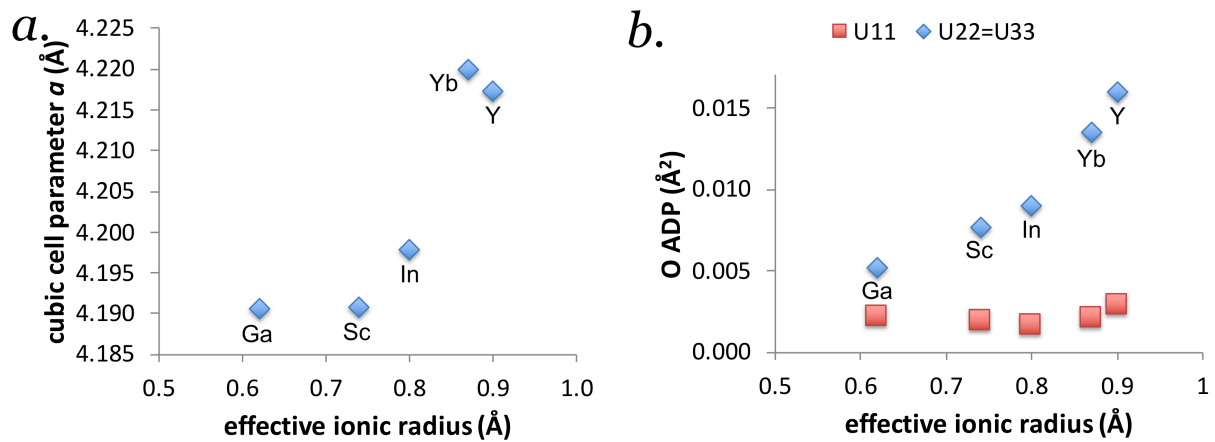 a.
cubic cell parameter a (Å)
4.225
4.220
4.215
4.210
4.205
4.200
4.195
4.190
4.185
Yb
Y
In
Ga
Sc
0.5 0.6 0.7 0.8 0.9 1.0
effective ionic radius (Å)
b.
U11 U22=U33
O ADP (Å²)
0.015
0.010
0.005
0.000
Y
Yb
In
Sc
Ga
0.5 0.6 0.7 0.8 0.9 1
effective ionic radius (Å)